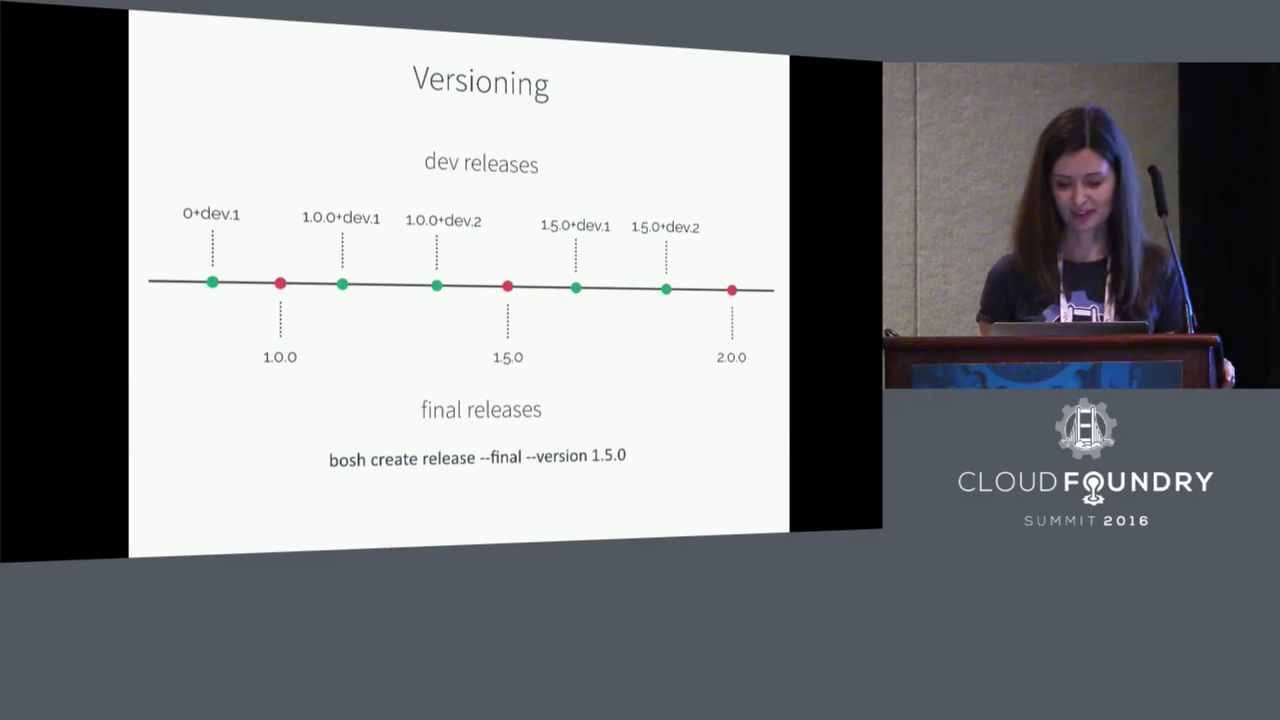 Versioning
dev releases
0+dev.1 1.0.0+dev.1 1.0.0+dev.2 1.5.0+dev.1 1.5.0+dev.2
1.0.0 1.5.0 2.0.0
final releases
bosh create release --final --version 1.5.0
CLOUD FOUNDRY
SUMMIT 2016